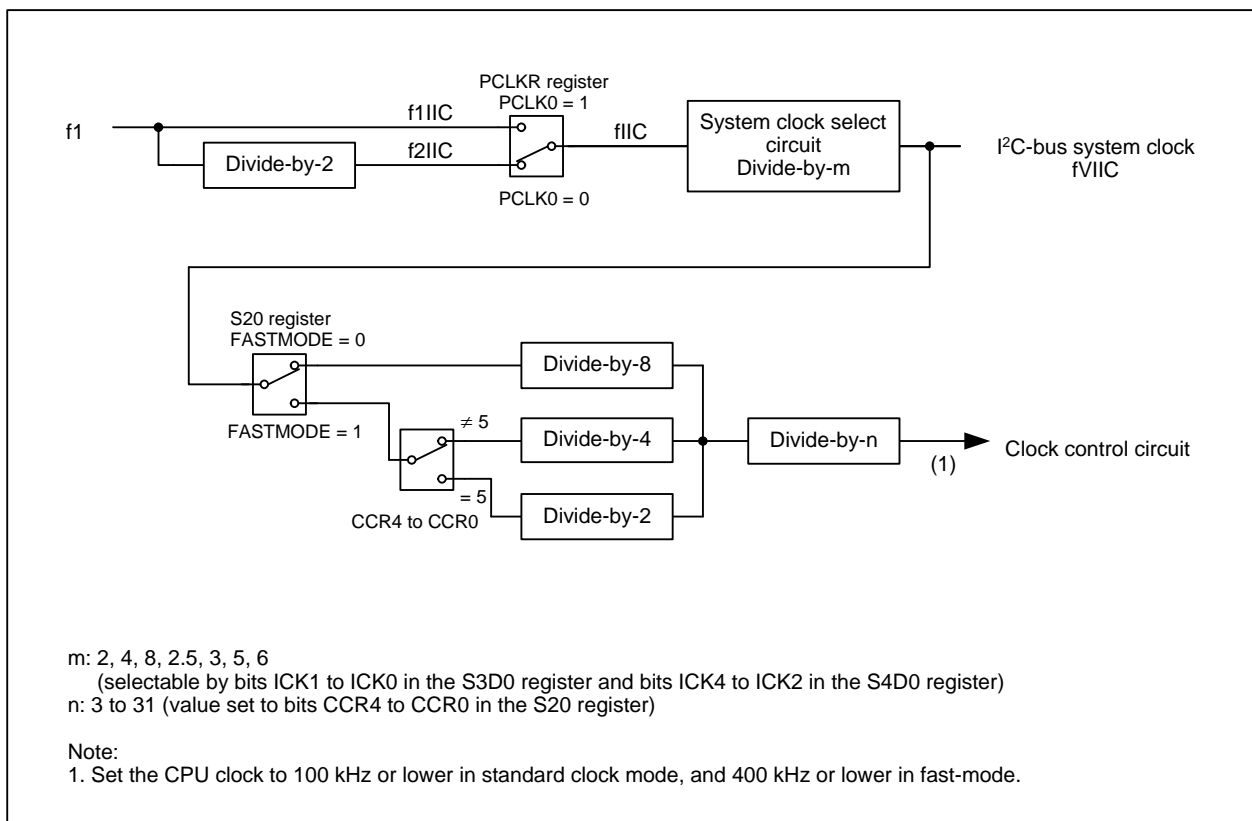 PCLKR register
PCLK0 = 1
f1
f1IIC
Divide-by-2
f2IIC
PCLK0 = 0
fIIC
System clock select
circuit
Divide-by-m
I²C-bus system clock
fVIIC
S20 register
FASTMODE = 0
FASTMODE = 1
≠ 5
= 5
CCR4 to CCR0
Divide-by-8
Divide-by-4
Divide-by-2
Divide-by-n
(1)
Clock control circuit
m: 2, 4, 8, 2.5, 3, 5, 6
(selectable by bits ICK1 to ICK0 in the S3D0 register and bits ICK4 to ICK2 in the S4D0 register)
n: 3 to 31 (value set to bits CCR4 to CCR0 in the S20 register)
Note:
1. Set the CPU clock to 100 kHz or lower in standard clock mode, and 400 kHz or lower in fast-mode.